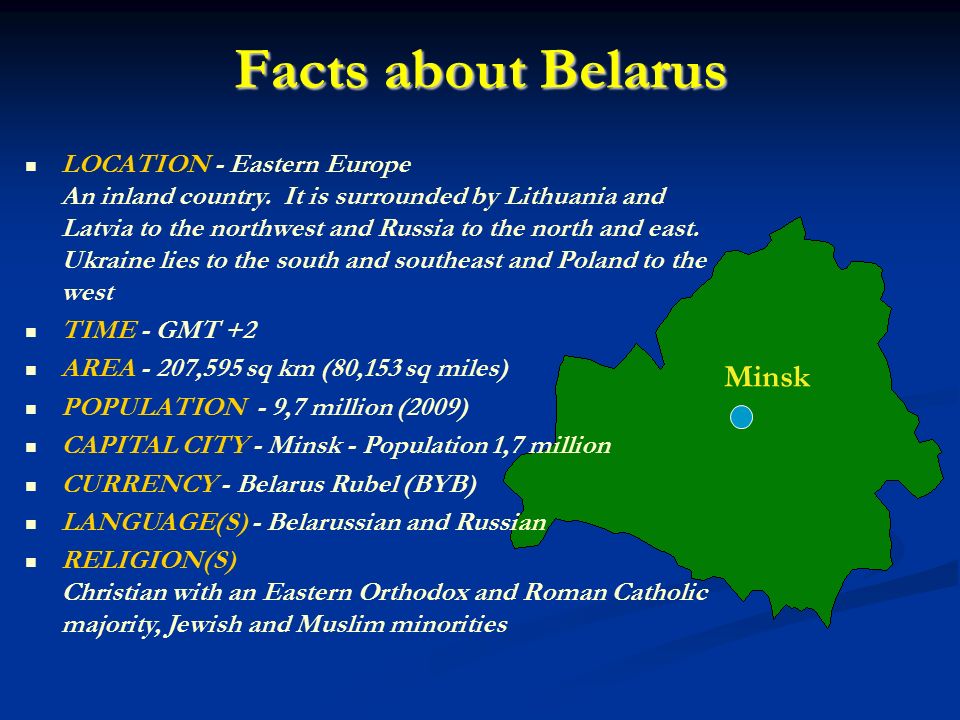 Facts about Belarus
LOCATION - Eastern Europe
An inland country. It is surrounded by Lithuania and
Latvia to the northwest and Russia to the north and east.
Ukraine lies to the south and southeast and Poland to the
west
TIME - GMT +2
AREA - 207,595 sq km (80,153 sq miles)
POPULATION - 9,7 million (2009)
CAPITAL CITY - Minsk - Population 1,7 million
CURRENCY - Belarus Rubel (BYB)
LANGUAGE(S) - Belarussian and Russian
RELIGION(S)
Christian with an Eastern Orthodox and Roman Catholic
majority, Jewish and Muslim minorities
Minsk